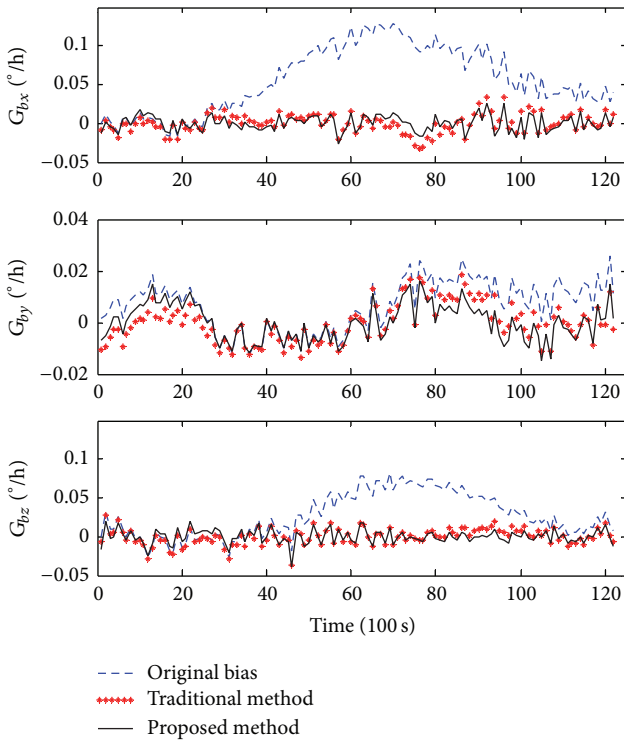 0.1
0.05
0
−0.05
G_bx (°/h)
0 20 40 60 80 100 120
0.04
0.02
0
−0.02
G_by (°/h)
0 20 40 60 80 100 120
0.1
0.05
0
−0.05
G_bz (°/h)
0 20 40 60 80 100 120
Time (100 s)
Original bias
Traditional method
Proposed method